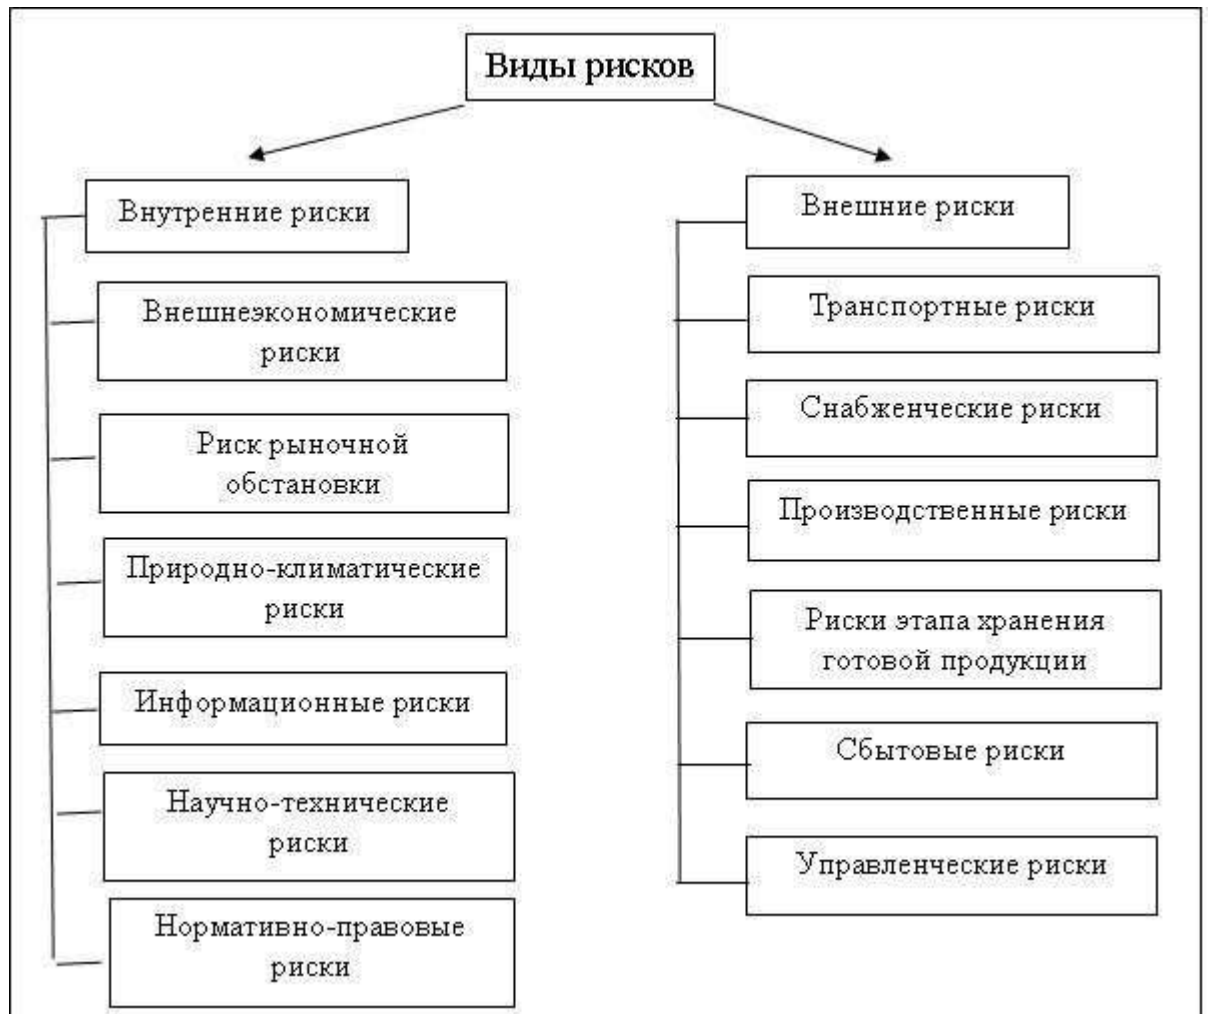 Виды рисков
Внутренние риски
Внешнеэкономические
риски
Риск рыночной
обстановки
Природно-климатические
риски
Информационные риски
Научно-технические
риски
Нормативно-правовые
риски
Внешние риски
Транспортные риски
Снабженческие риски
Производственные риски
Риски этапа хранения
готовой продукции
Сбытовые риски
Управленческие риски